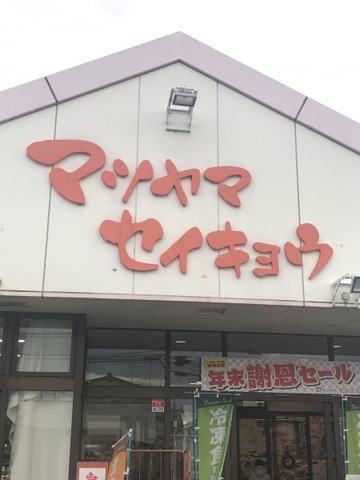 マツヤマ
セイキョウ
年末謝恩セール
冷凍食